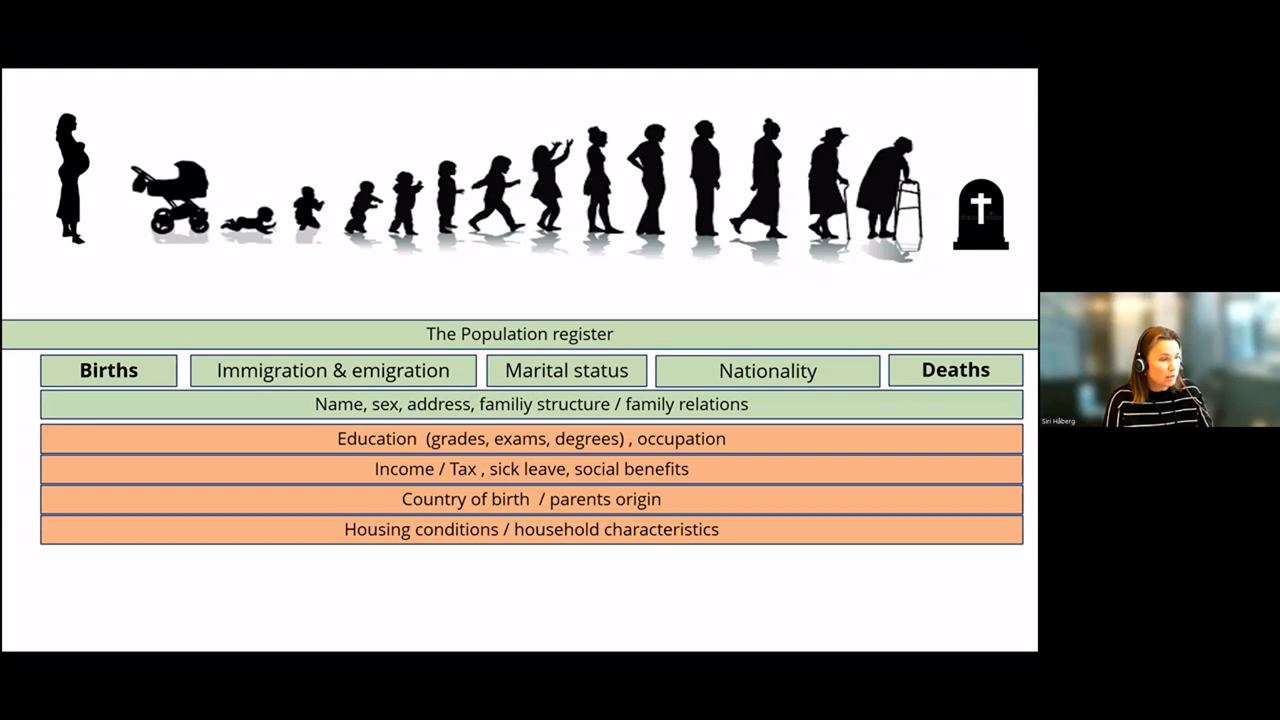 The Population register
Births
Immigration & emigration
Marital status
Nationality
Deaths
Name, sex, address, familiy structure / family relations
Education (grades, exams, degrees) , occupation
Income / Tax , sick leave, social benefits
Country of birth / parents origin
Housing conditions / household characteristics
Siri Håberg